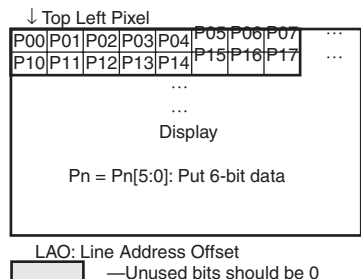 ↓ Top Left Pixel
P00 P01 P02 P03 P04 P05 P06 P07 …
P10 P11 P12 P13 P14 P15 P16 P17 …
…
…
Display
Pn = Pn[5:0]: Put 6-bit data
LAO: Line Address Offset
—Unused bits should be 0